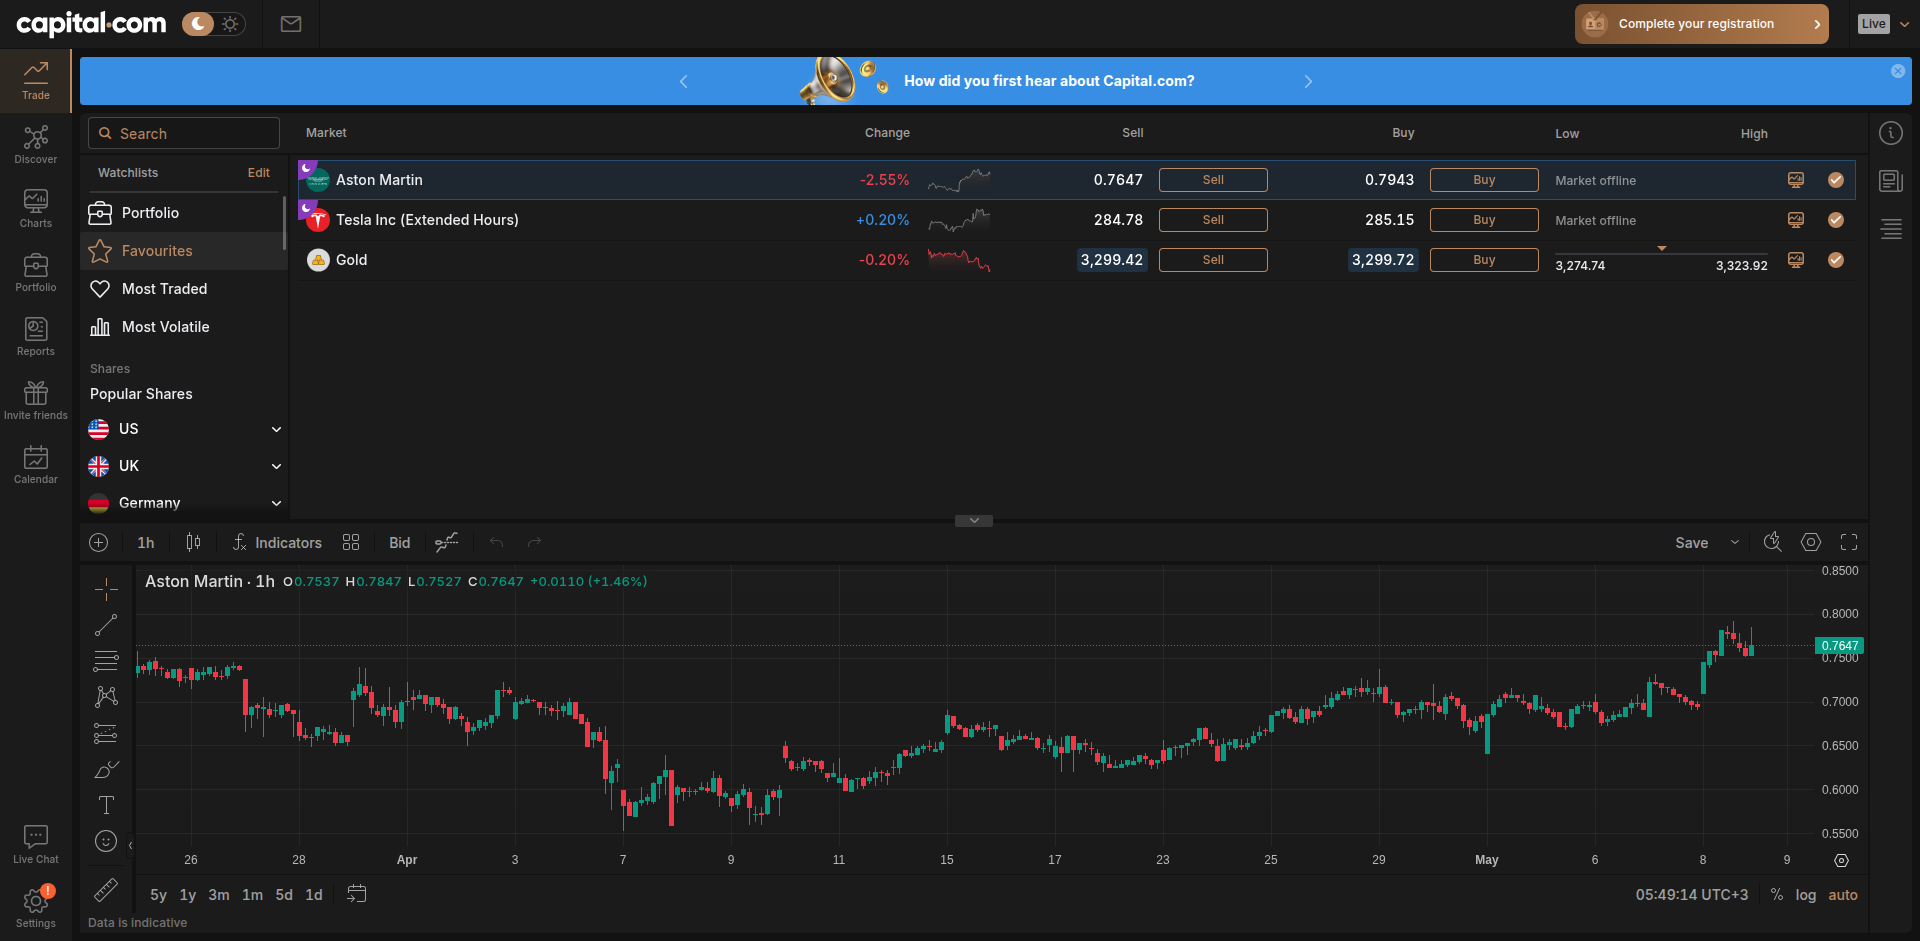 capital.com
Complete your registration
Live
How did you first hear about Capital.com?
Trade
Discover
Charts
Portfolio
Reports
Invite friends
Calendar
Live Chat
Settings
Search
Watchlists Edit
Portfolio
Favourites
Most Traded
Most Volatile
Shares
Popular Shares
US
UK
Germany
Market Change Sell Buy Low High
Aston Martin -2.55% 0.7647 Sell 0.7943 Buy Market offline
Tesla Inc (Extended Hours) +0.20% 284.78 Sell 285.15 Buy Market offline
Gold -0.20% 3,299.42 Sell 3,299.72 Buy 3,274.74 3,323.92
1h Indicators Bid Save
Aston Martin · 1h O0.7537 H0.7847 L0.7527 C0.7647 +0.0110 (+1.46%)
0.8500
0.8000
0.7647
0.7500
0.7000
0.6500
0.6000
0.5500
26 28 Apr 3 7 9 11 15 17 23 25 29 May 6 8 9
5y 1y 3m 1m 5d 1d 05:49:14 UTC+3 % log auto
Data is indicative